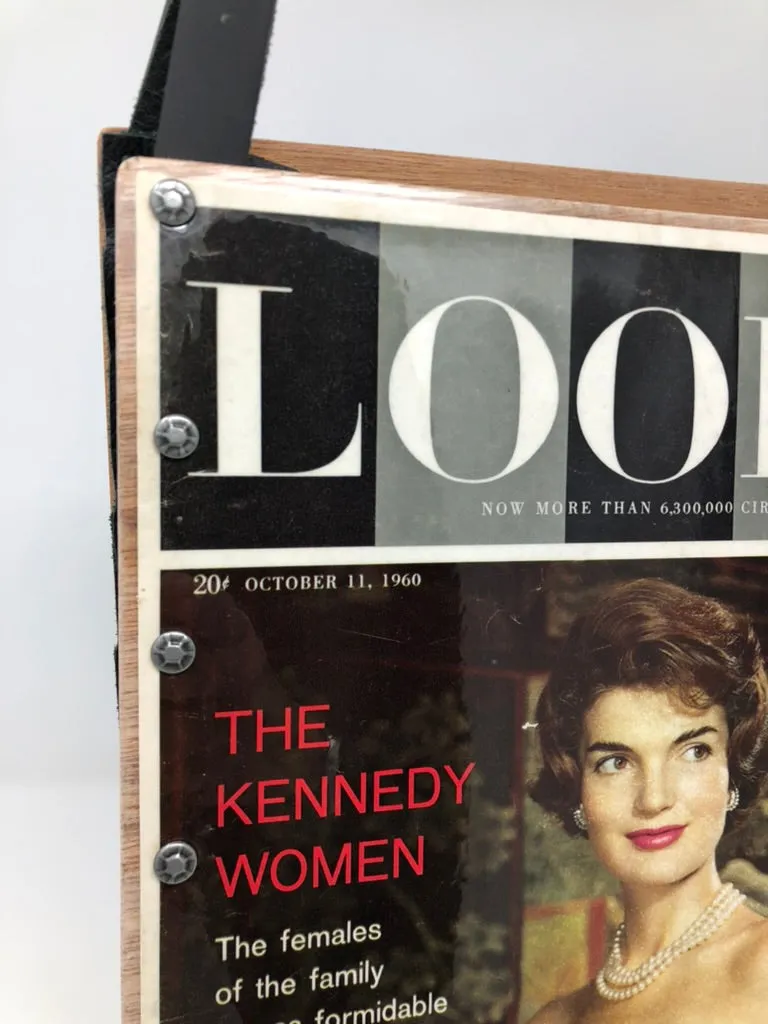 LOO
NOW MORE THAN 6,300,000 CIR
20¢ OCTOBER 11, 1960
THE
KENNEDY
WOMEN
The females
of the family
formidable